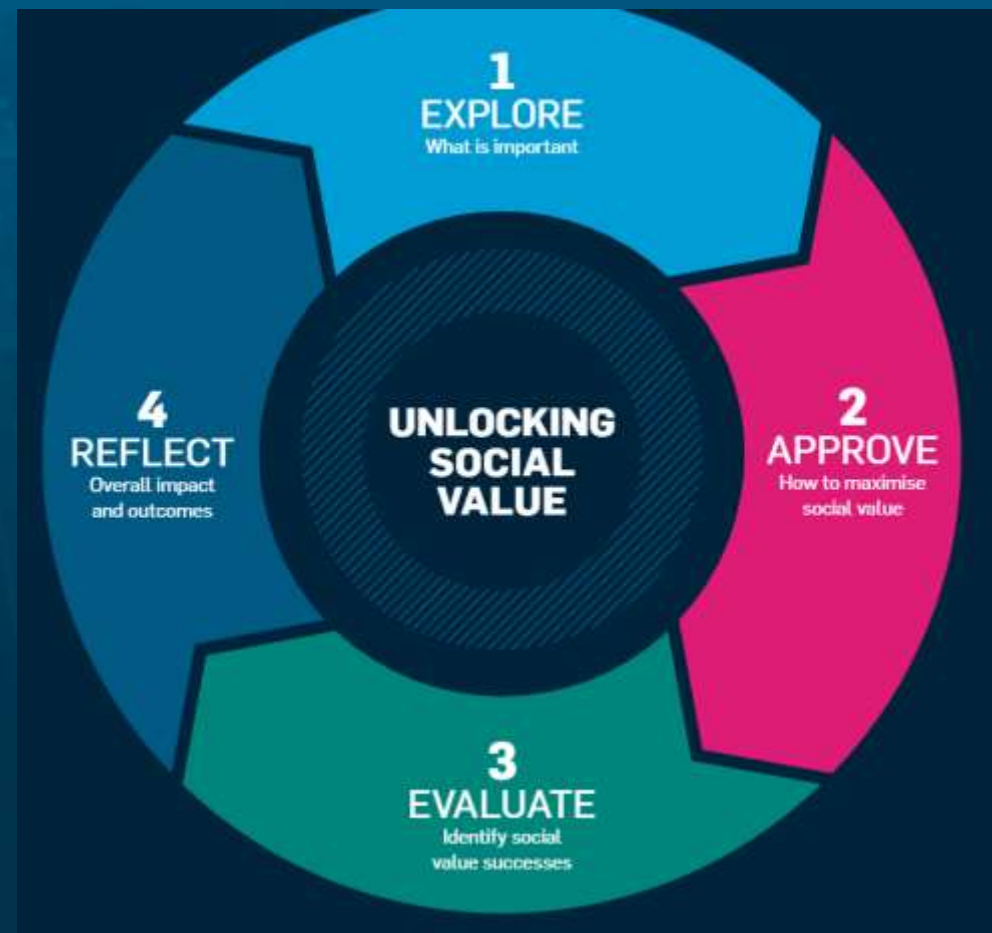 1
EXPLORE
What is important
2
APPROVE
How to maximise
social value
3
EVALUATE
Identify social
value successes
4
REFLECT
Overall impact
and outcomes
UNLOCKING
SOCIAL
VALUE